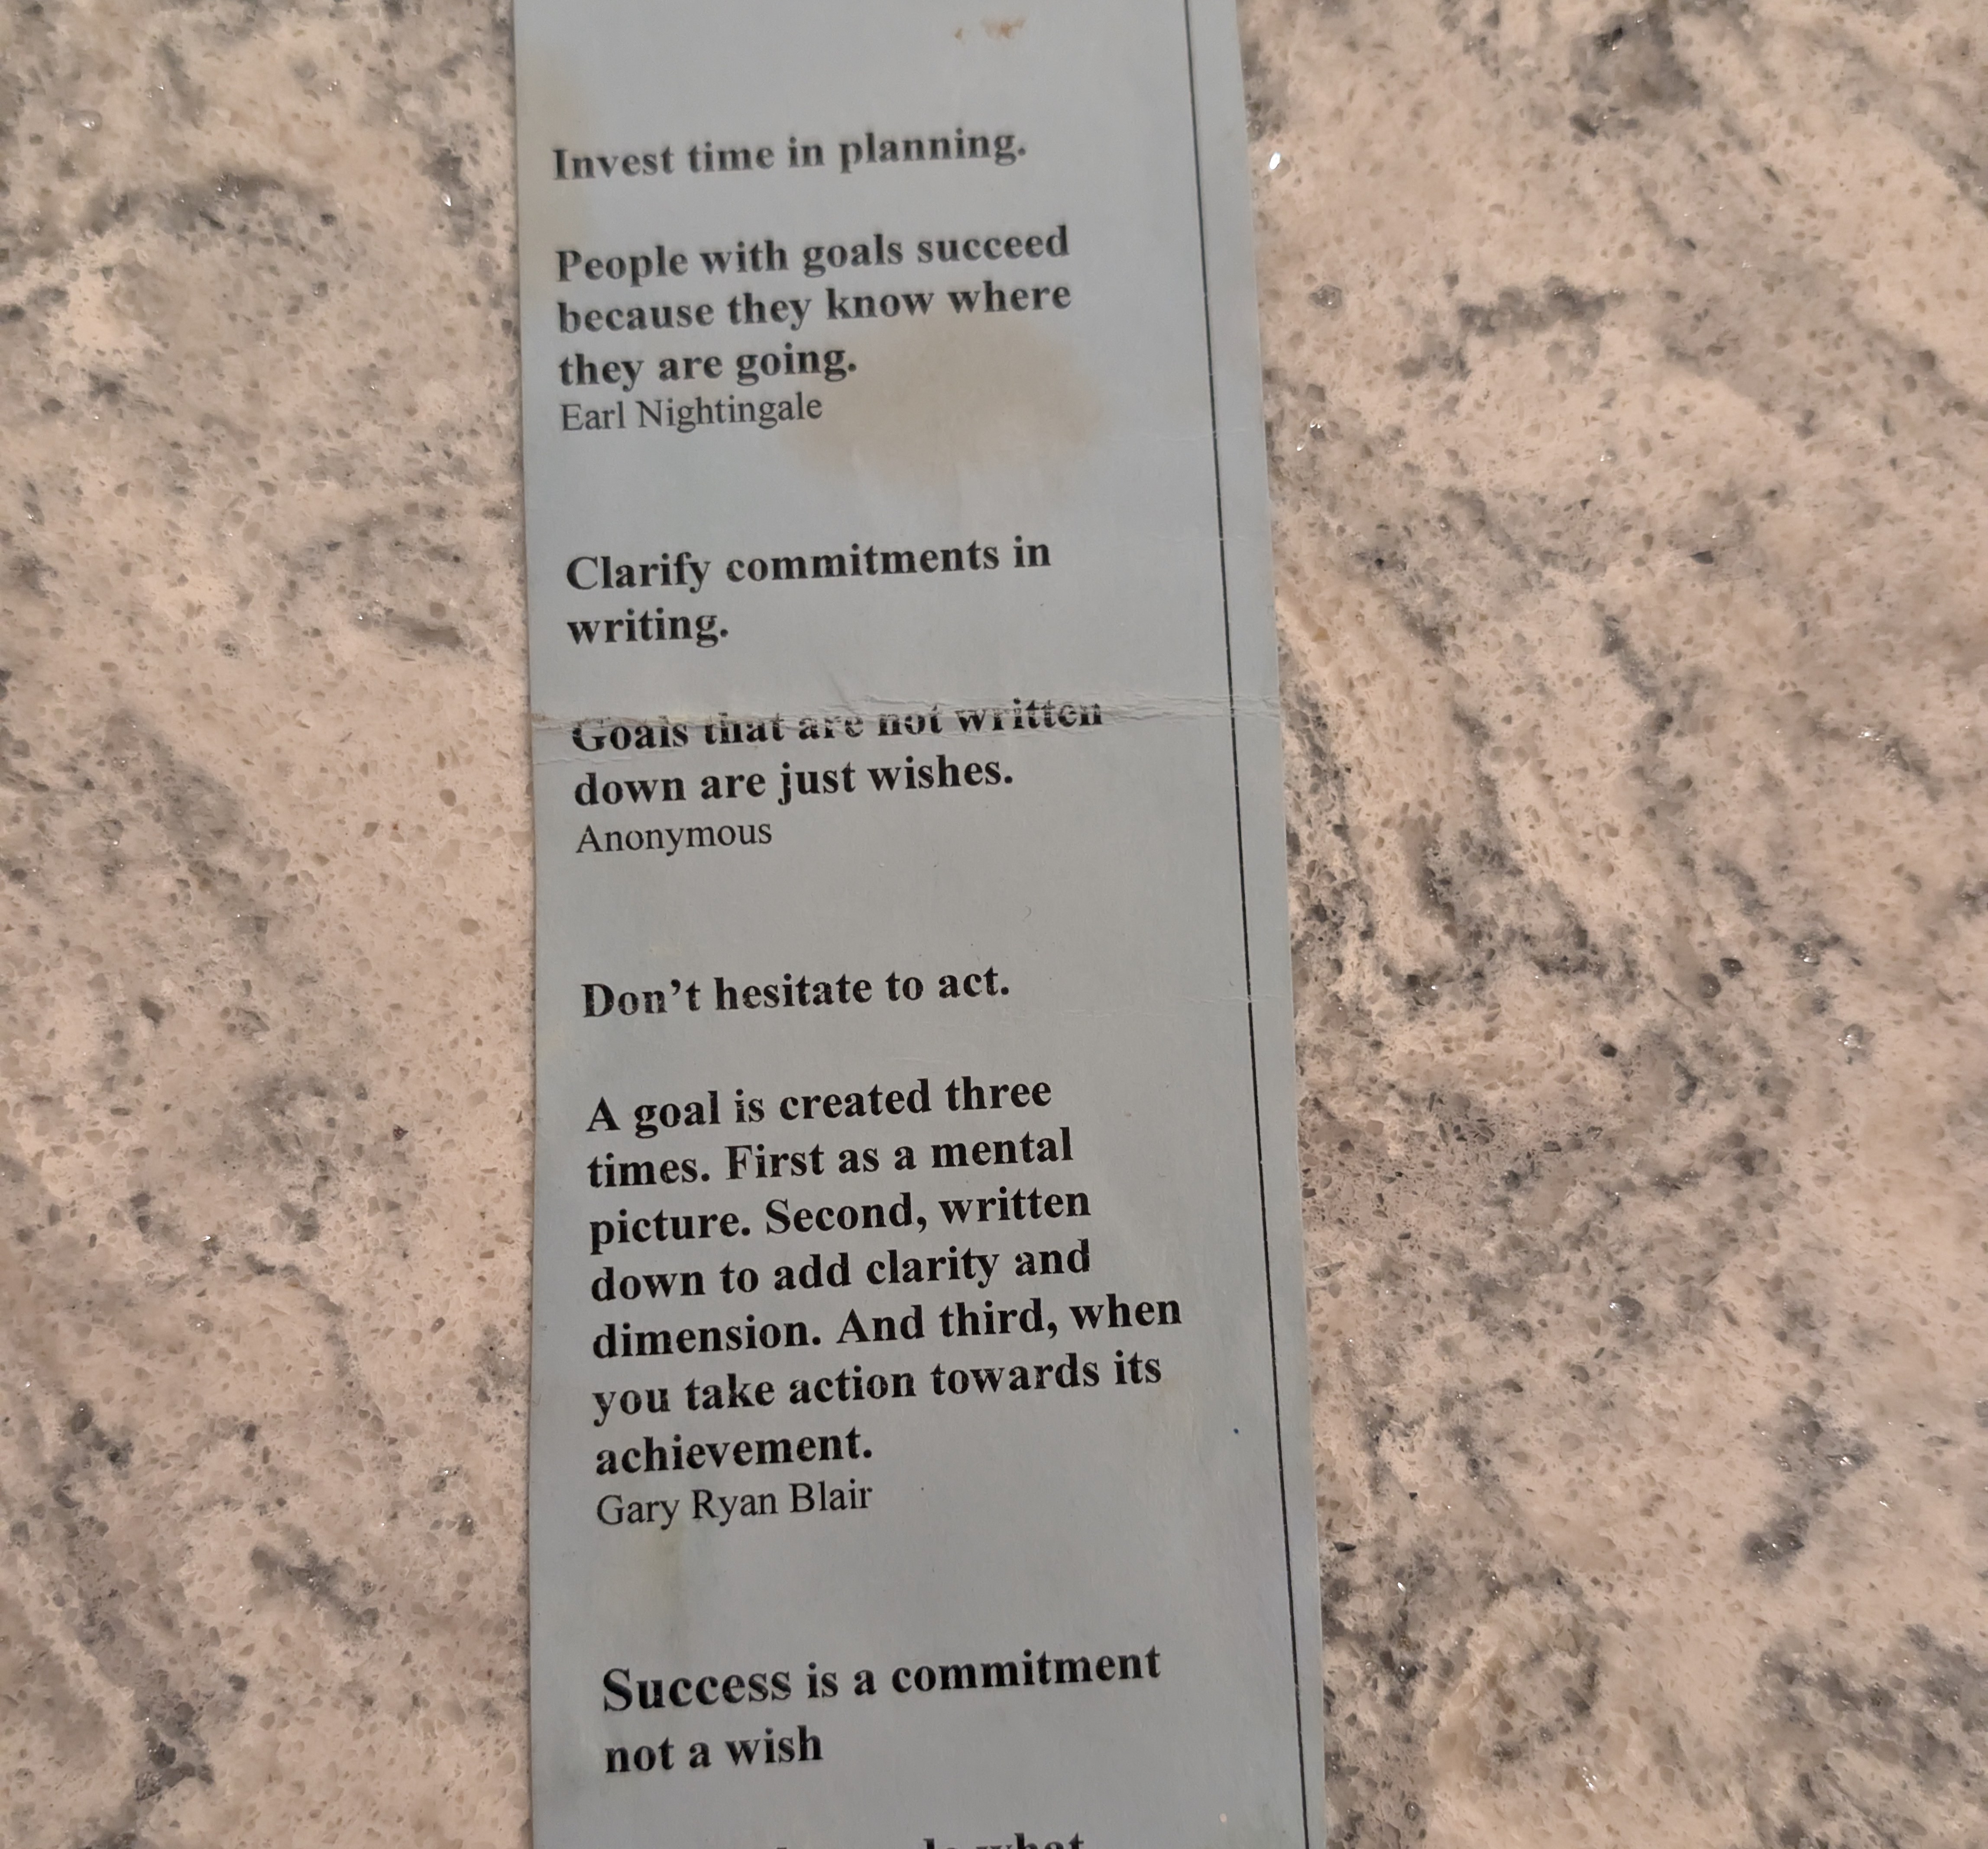 Invest time in planning.
People with goals succeed
because they know where
they are going.
Earl Nightingale
Clarify commitments in
writing.
Goals that are not written
down are just wishes.
Anonymous
Don’t hesitate to act.
A goal is created three
times. First as a mental
picture. Second, written
down to add clarity and
dimension. And third, when
you take action towards its
achievement.
Gary Ryan Blair
Success is a commitment
not a wish
what